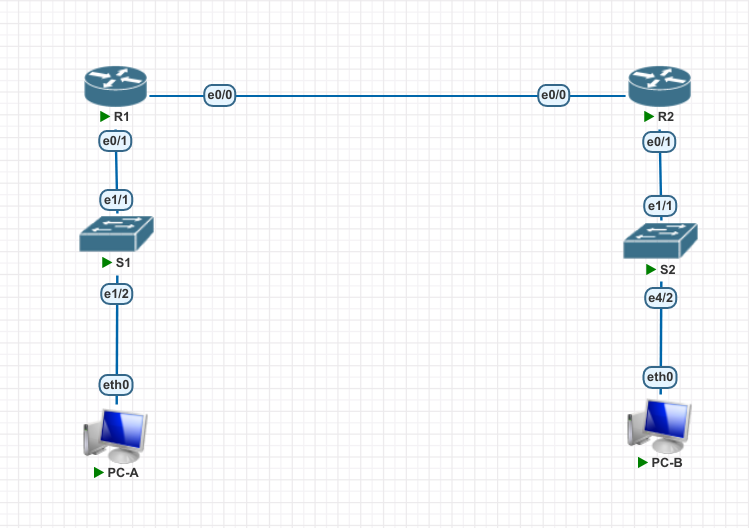 e0/0
e0/0
R1
R2
e0/1
e0/1
e1/1
e1/1
S1
S2
e1/2
e4/2
eth0
eth0
PC-A
PC-B